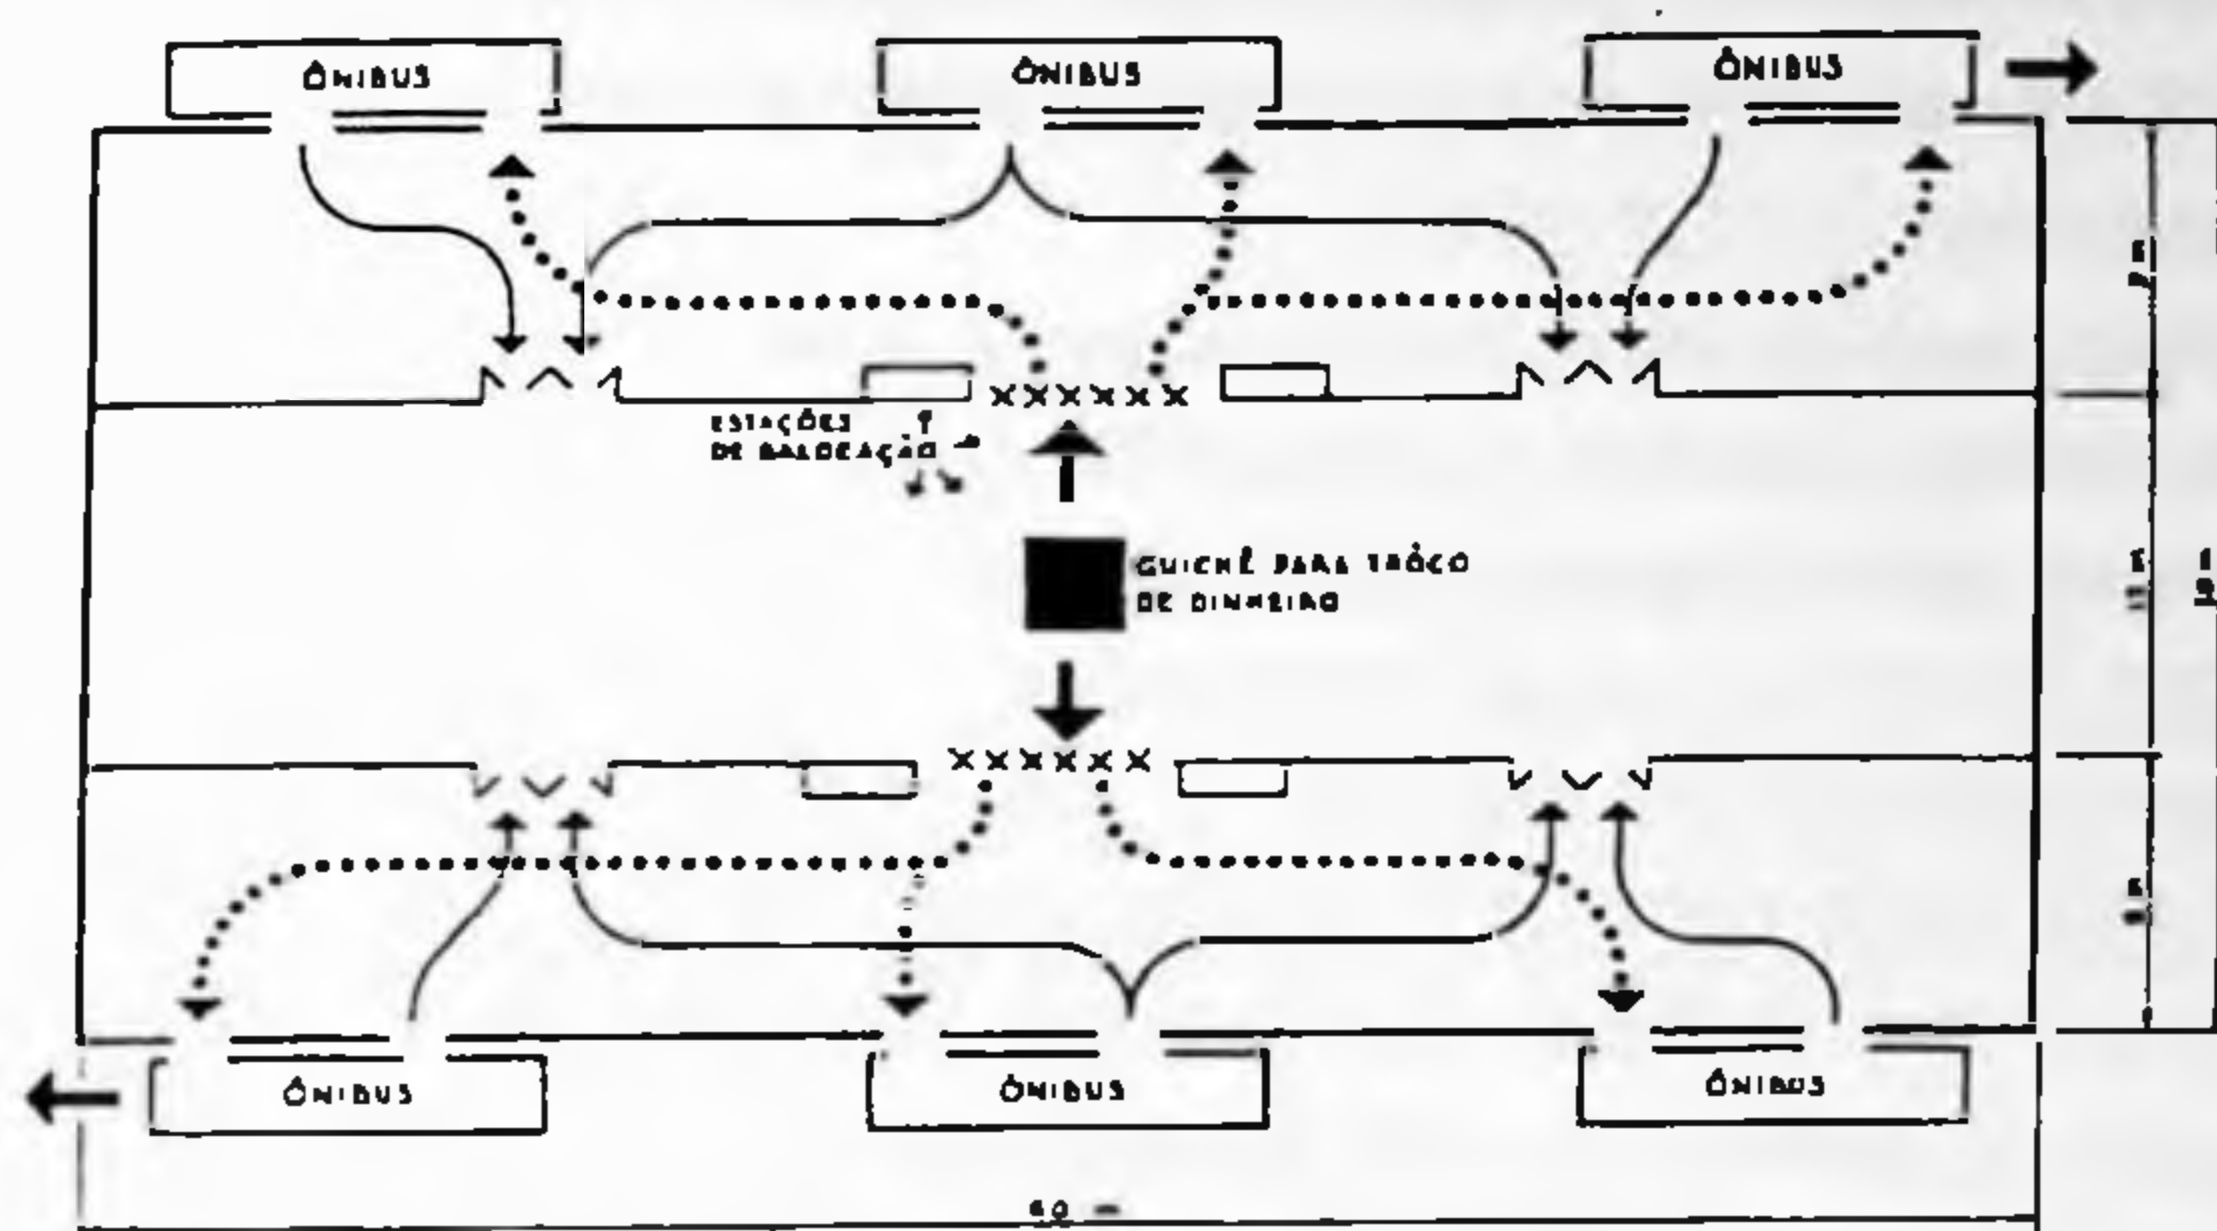 ÔNIBUS
ÔNIBUS
ÔNIBUS
ESTAÇÕES
DE BALDEAÇÃO
GUICHÊ PARA TRÔCO
DE DINHEIRO
ÔNIBUS
ÔNIBUS
ÔNIBUS